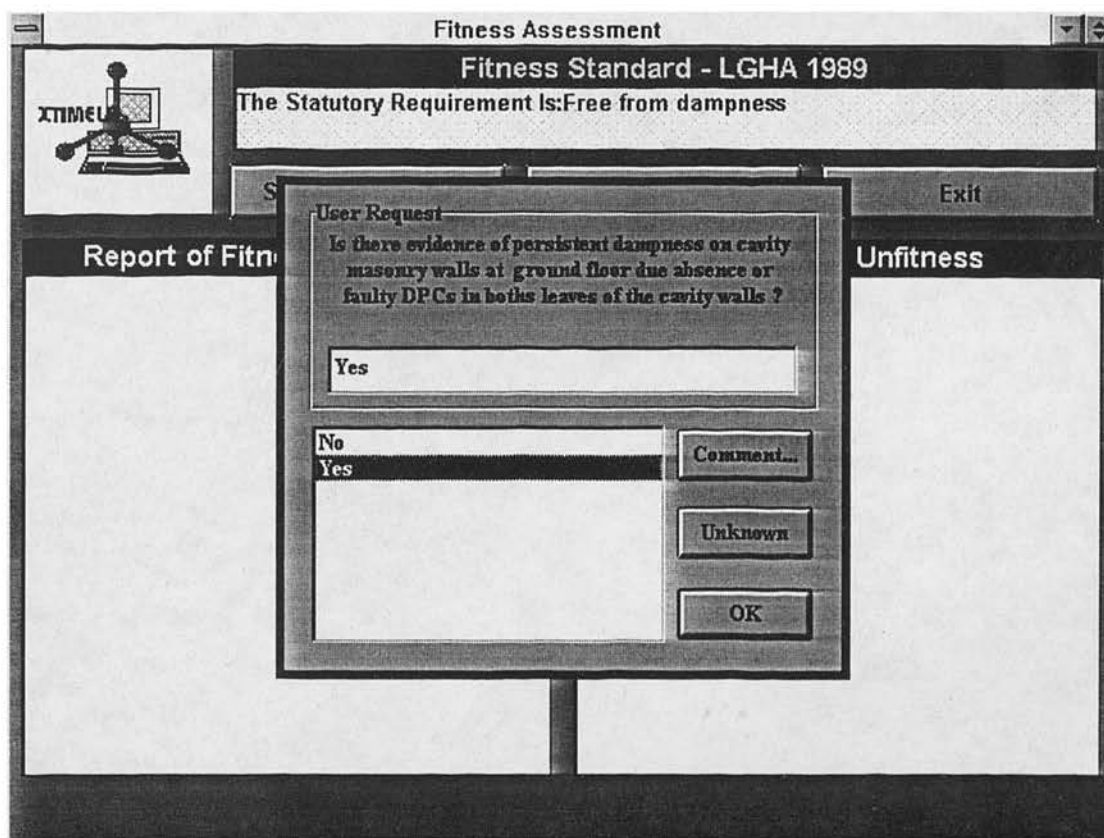 Fitness Assessment
XTIMEL
Fitness Standard - LGHA 1989
The Statutory Requirement Is:Free from dampness
S
Exit
Report of Fitn
Unfitness
User Request
Is there evidence of persistent dampness on cavity
masonry walls at ground floor due absence or
faulty DPCs in boths leaves of the cavity walls ?
Yes
No
Yes
Comment...
Unknown
OK